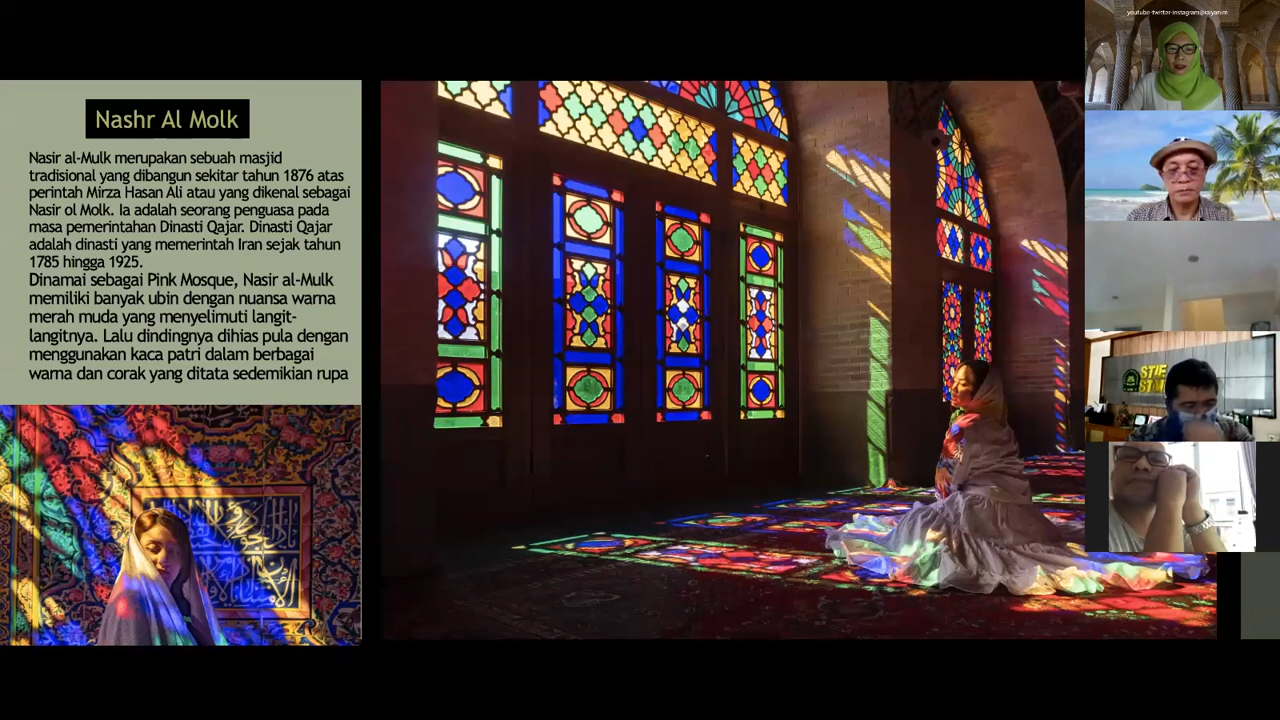 Nashr Al Molk
Nasir al-Mulk merupakan sebuah masjid
tradisional yang dibangun sekitar tahun 1876 atas
perintah Mirza Hasan Ali atau yang dikenal sebagai
Nasir ol Molk. Ia adalah seorang penguasa pada
masa pemerintahan Dinasti Qajar. Dinasti Qajar
adalah dinasti yang memerintah Iran sejak tahun
1785 hingga 1925.
Dinamai sebagai Pink Mosque, Nasir al-Mulk
memiliki banyak ubin dengan nuansa warna
merah muda yang menyelimuti langit-
langitnya. Lalu dindingnya dihias pula dengan
menggunakan kaca patri dalam berbagai
warna dan corak yang ditata sedemikian rupa
youtube-twitter-instagram@raiyani.m